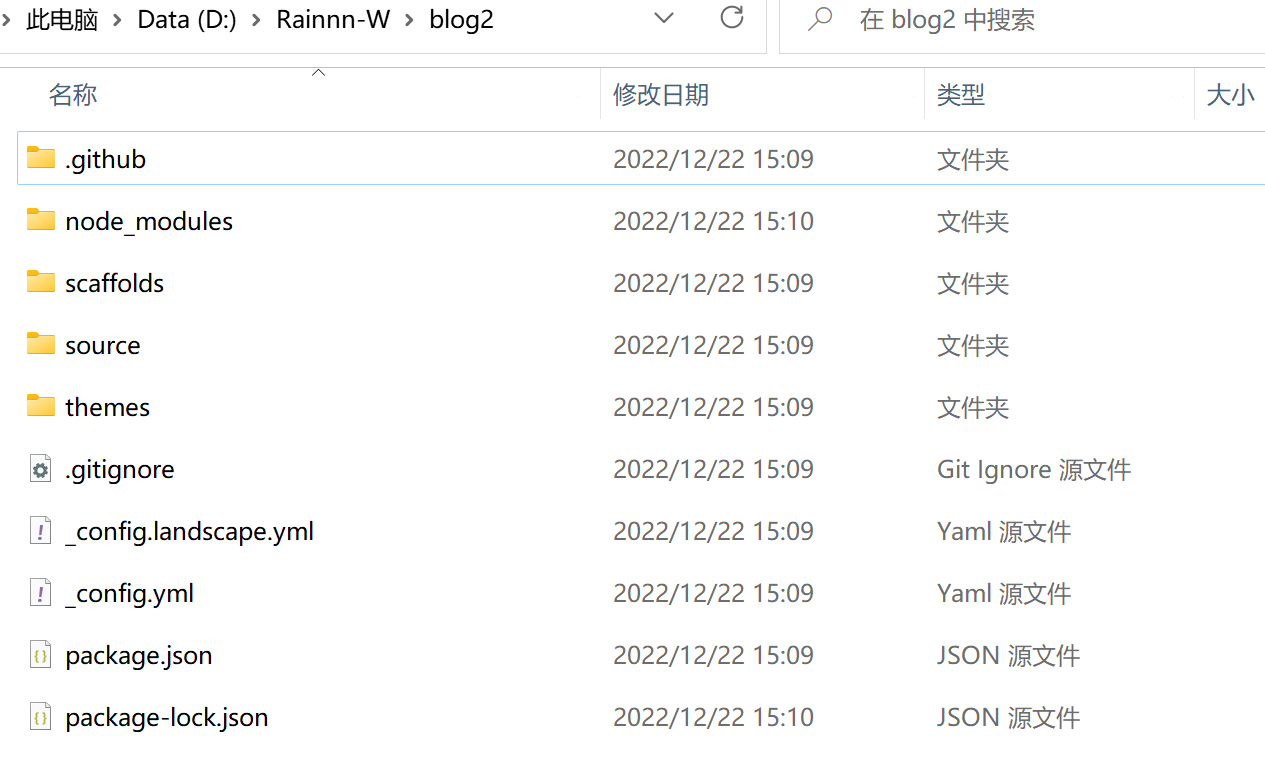 此电脑 › Data (D:) › Rainnn-W › blog2 在 blog2 中搜索
名称 修改日期 类型 大小
.github 2022/12/22 15:09 文件夹
node_modules 2022/12/22 15:10 文件夹
scaffolds 2022/12/22 15:09 文件夹
source 2022/12/22 15:09 文件夹
themes 2022/12/22 15:09 文件夹
.gitignore 2022/12/22 15:09 Git Ignore 源文件
_config.landscape.yml 2022/12/22 15:09 Yaml 源文件
_config.yml 2022/12/22 15:09 Yaml 源文件
package.json 2022/12/22 15:09 JSON 源文件
package-lock.json 2022/12/22 15:10 JSON 源文件